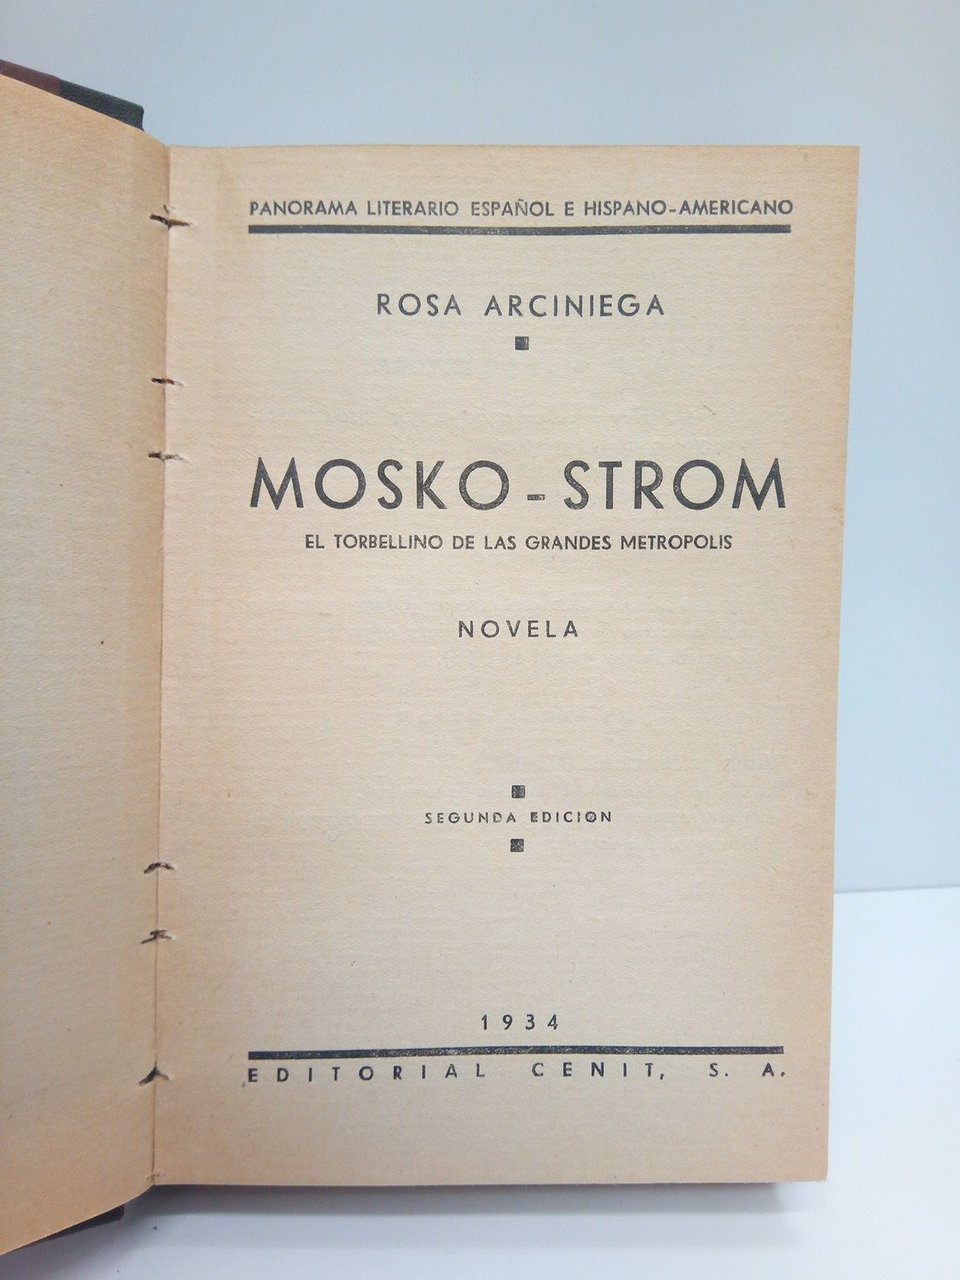 PANORAMA LITERARIO ESPAÑOL E HISPANO-AMERICANO
ROSA ARCINIEGA
MOSKO-STROM
EL TORBELLINO DE LAS GRANDES METROPOLIS
NOVELA
SEGUNDA EDICION
1934
EDITORIAL CENIT, S. A.